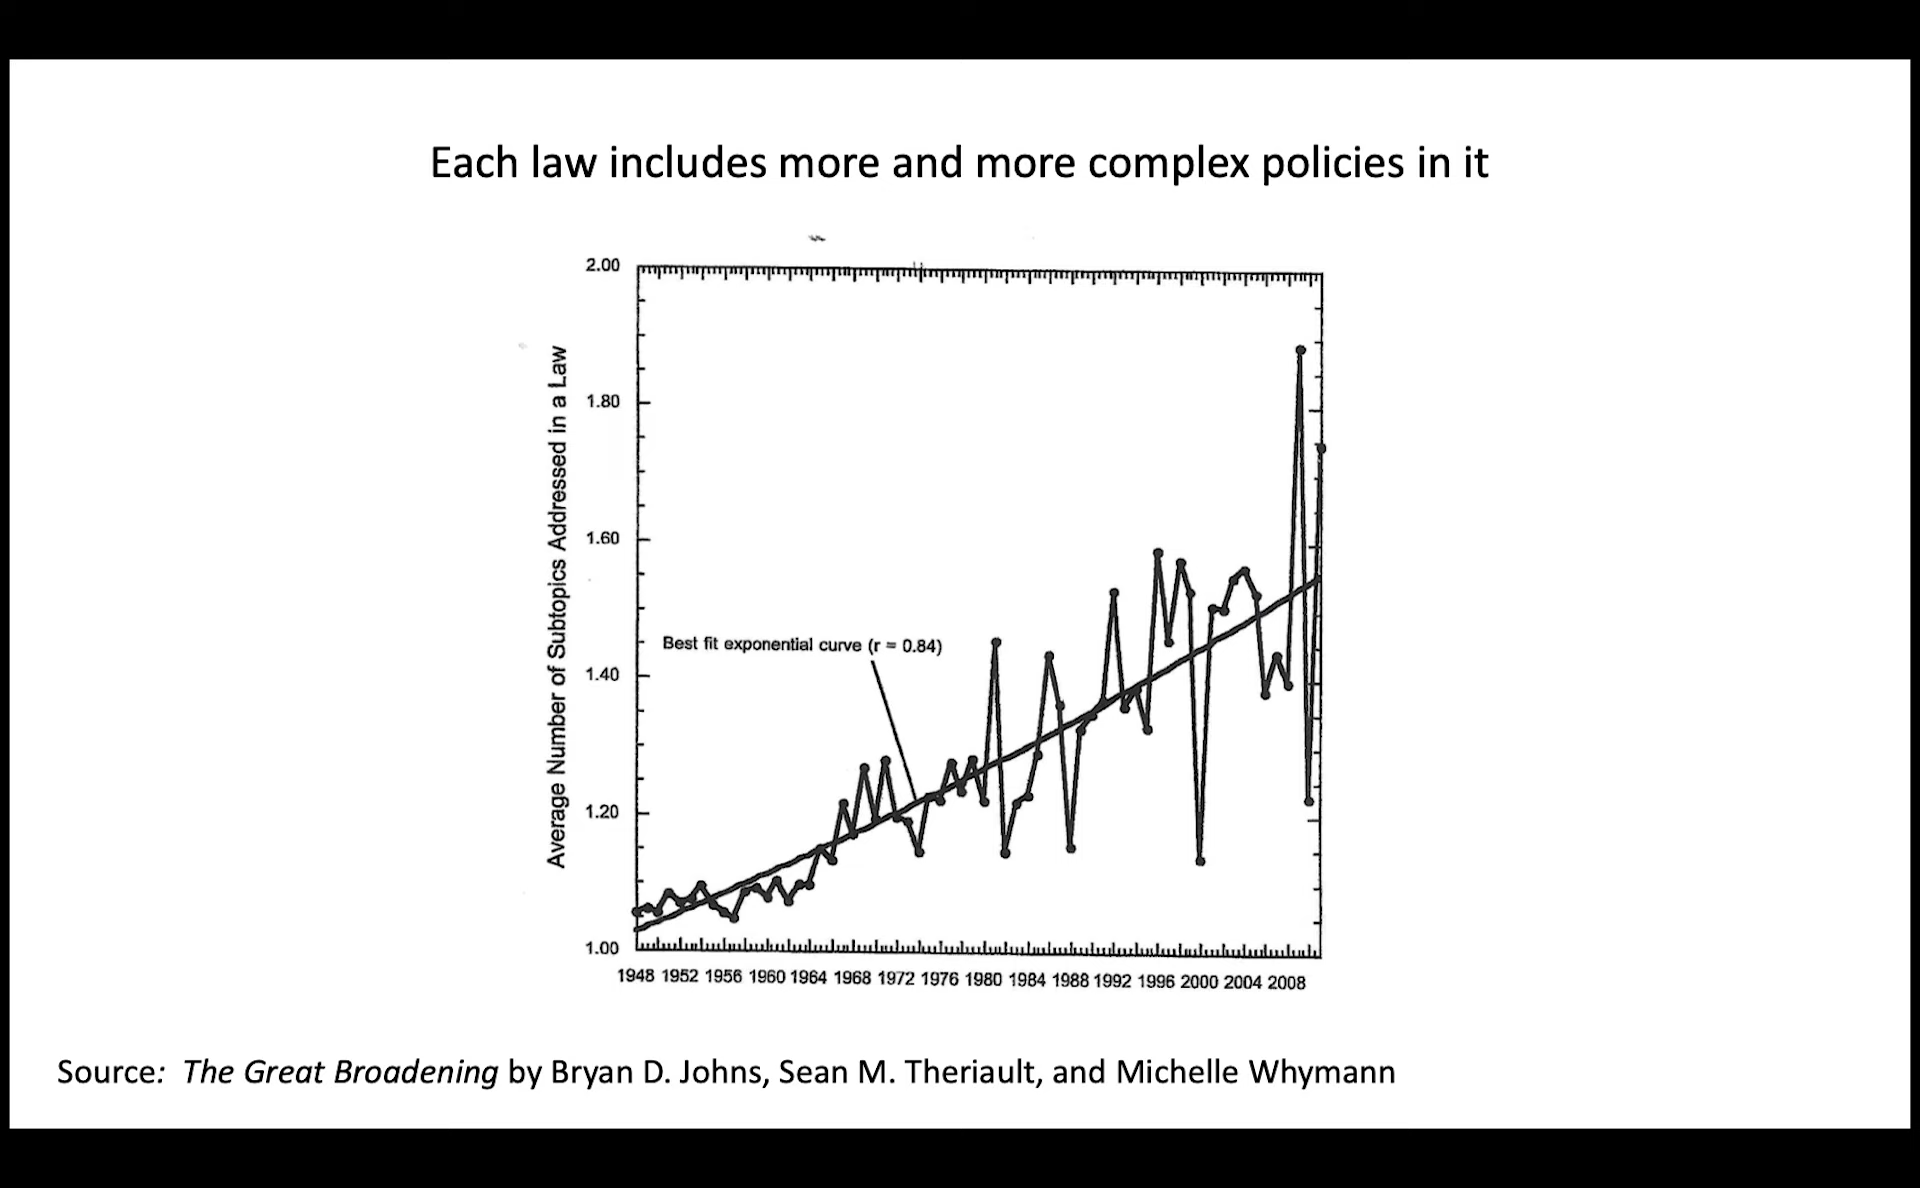 Each law includes more and more complex policies in it
2.00
1.80
1.60
1.40
1.20
1.00
Average Number of Subtopics Addressed in a Law
Best fit exponential curve (r = 0.84)
1948 1952 1956 1960 1964 1968 1972 1976 1980 1984 1988 1992 1996 2000 2004 2008
Source: The Great Broadening by Bryan D. Johns, Sean M. Theriault, and Michelle Whymann